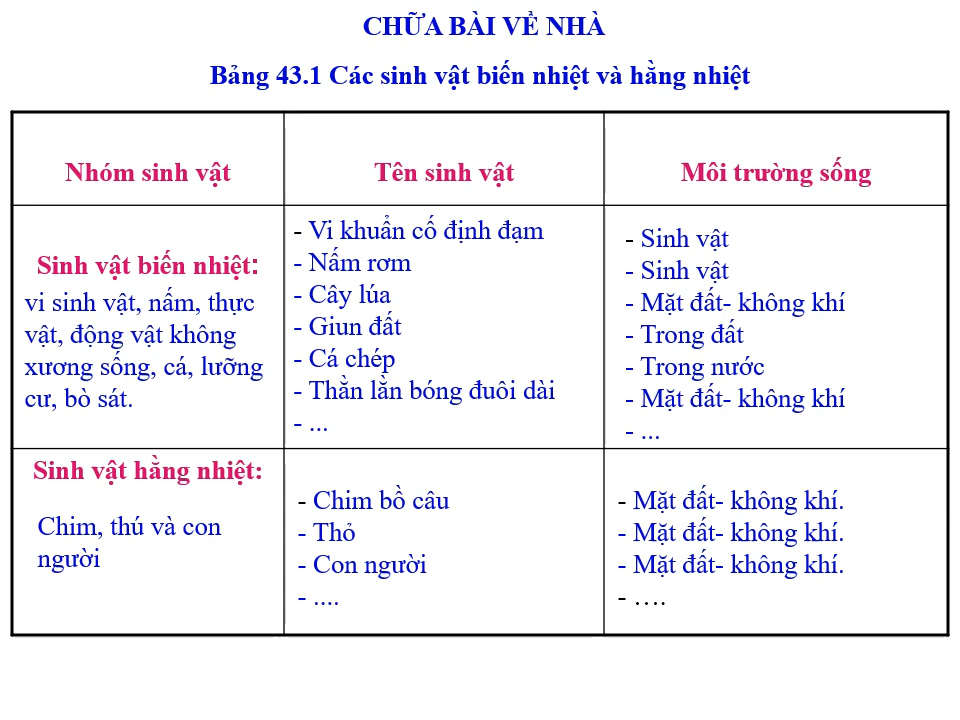 CHỮA BÀI VỀ NHÀ
Bảng 43.1 Các sinh vật biến nhiệt và hằng nhiệt
Nhóm sinh vật
Tên sinh vật
Môi trường sống
Sinh vật biến nhiệt:
vi sinh vật, nấm, thực
vật, động vật không
xương sống, cá, lưỡng
cư, bò sát.
- Vi khuẩn cố định đạm
- Nấm rơm
- Cây lúa
- Giun đất
- Cá chép
- Thằn lằn bóng đuôi dài
- ...
- Sinh vật
- Sinh vật
- Mặt đất- không khí
- Trong đất
- Trong nước
- Mặt đất- không khí
- ...
Sinh vật hằng nhiệt:
Chim, thú và con
người
- Chim bồ câu
- Thỏ
- Con người
- ....
- Mặt đất- không khí.
- Mặt đất- không khí.
- Mặt đất- không khí.
- ….